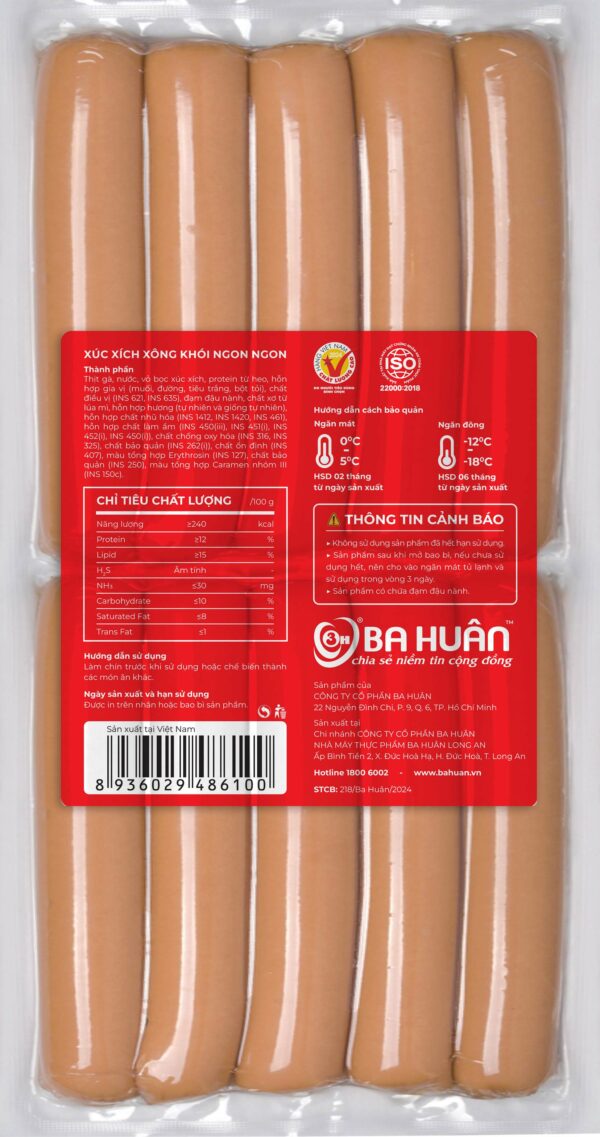 XÚC XÍCH XÔNG KHÓI NGON NGON
Thành phần
Thịt gà, nước, vỏ bọc xúc xích, protein từ heo, hỗn
hợp gia vị (muối, đường, tiêu trắng, bột tỏi), chất
điều vị (INS 621, INS 635), đạm đậu nành, chất xơ từ
lúa mì, hỗn hợp hương (tự nhiên và giống tự nhiên),
hỗn hợp chất nhũ hóa (INS 1412, INS 1420, INS 461),
hỗn hợp chất làm ẩm (INS 450(iii), INS 451(i), INS
452(i), INS 450(i)), chất chống oxy hóa (INS 316, INS
325), chất bảo quản (INS 262(ii)), chất ổn định (INS
407), màu tổng hợp Erythrosin (INS 127), chất bảo
quản (INS 250), màu tổng hợp Caramen nhóm III
(INS 150c).
CHỈ TIÊU CHẤT LƯỢNG /100 g
Năng lượng ≥240 kcal
Protein ≥12 %
Lipid ≥15 %
H₂S Âm tính -
NH₃ ≤30 mg
Carbohydrate ≤10 %
Saturated Fat ≤8 %
Trans Fat ≤1 %
Hướng dẫn sử dụng
Làm chín trước khi sử dụng hoặc chế biến thành
các món ăn khác.
Ngày sản xuất và hạn sử dụng
Được in trên nhãn hoặc bao bì sản phẩm.
Sản xuất tại Việt Nam
8 936029 486100
HÀNG VIỆT NAM
CHẤT LƯỢNG CAO
DO NGƯỜI TIÊU DÙNG
BÌNH CHỌN
ISO
22000:2018
Hướng dẫn cách bảo quản
Ngăn mát
0°C
–
5°C
HSD 02 tháng
từ ngày sản xuất
Ngăn đông
-12°C
–
-18°C
HSD 06 tháng
từ ngày sản xuất
THÔNG TIN CẢNH BÁO
▸ Không sử dụng sản phẩm đã hết hạn sử dụng.
▸ Sản phẩm sau khi mở bao bì, nếu chưa sử
dụng hết, nên cho vào ngăn mát tủ lạnh và
sử dụng trong vòng 3 ngày.
▸ Sản phẩm có chứa đạm đậu nành.
3H BA HUÂN™
chia sẻ niềm tin cộng đồng
Sản phẩm của
CÔNG TY CỔ PHẦN BA HUÂN
22 Nguyễn Đình Chi, P. 9, Q. 6, TP. Hồ Chí Minh
Sản xuất tại
Chi nhánh CÔNG TY CỔ PHẦN BA HUÂN
NHÀ MÁY THỰC PHẨM BA HUÂN LONG AN
Ấp Bình Tiền 2, X. Đức Hoà Hạ, H. Đức Hoà, T. Long An
Hotline 1800 6002 - www.bahuan.vn
STCB: 218/Ba Huân/2024